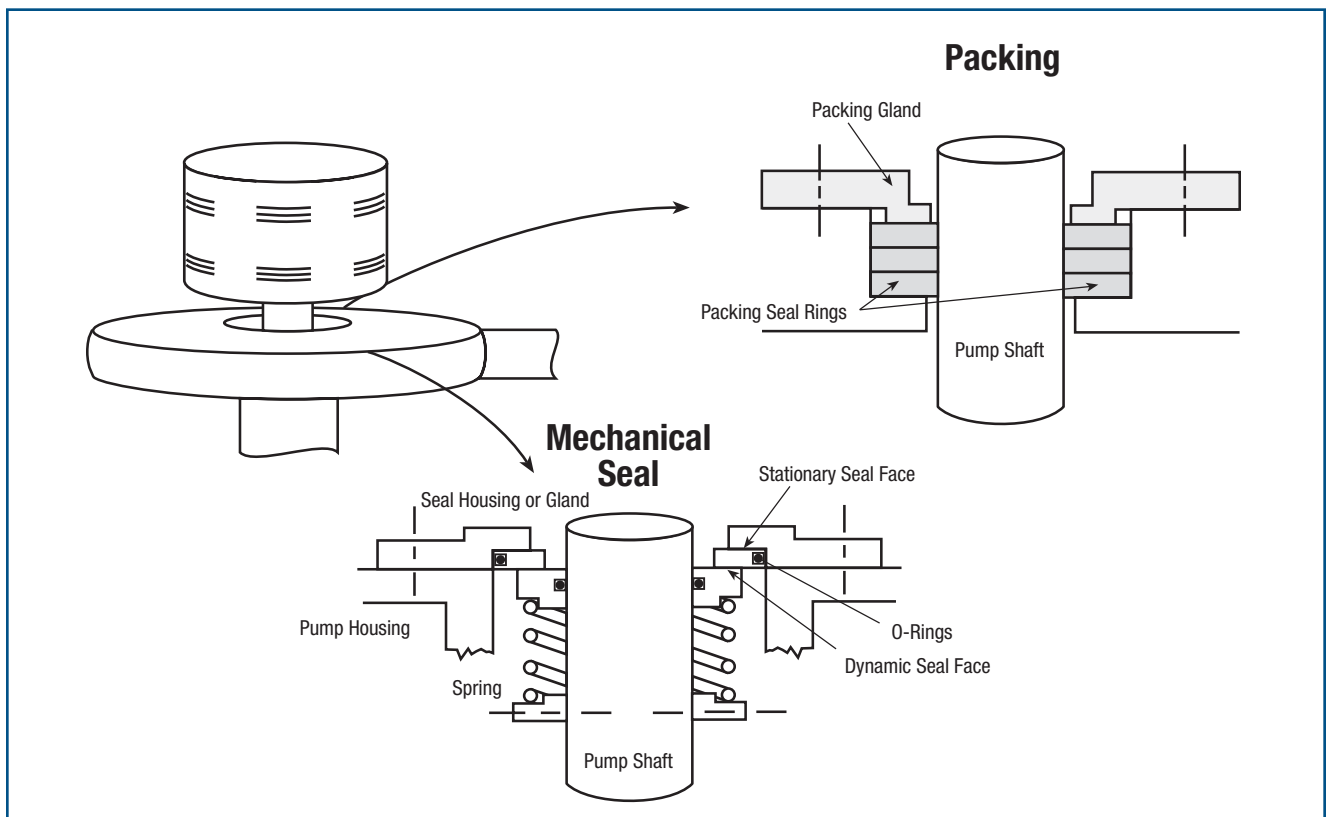 Packing
Packing Gland
Packing Seal Rings
Pump Shaft
Mechanical
Seal
Stationary Seal Face
Seal Housing or Gland
Pump Housing
O-Rings
Dynamic Seal Face
Spring
Pump Shaft